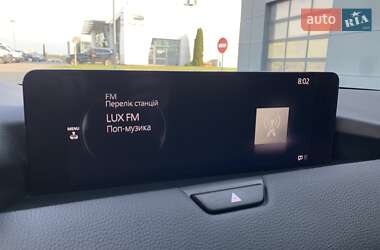 auto RIA
FM
8:02
Перелік станцій
LUX FM
Поп-музика
MENU